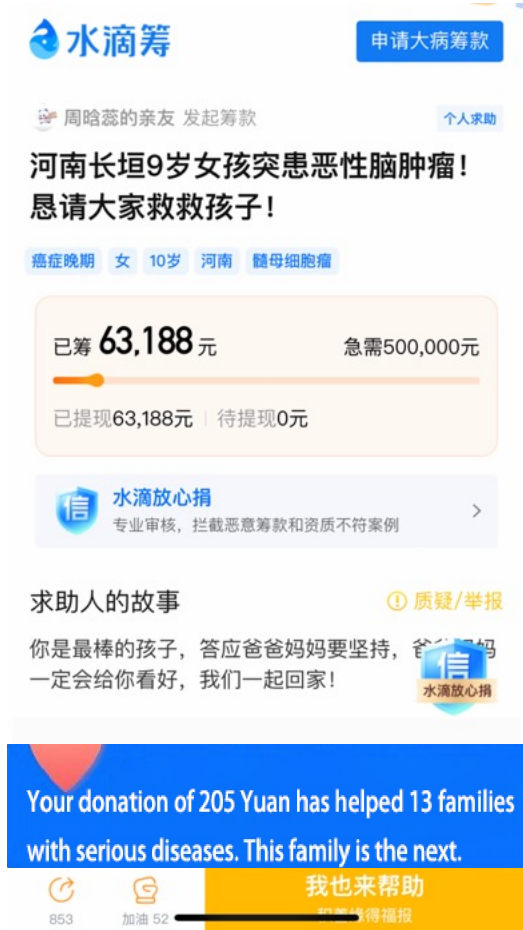 水滴筹
申请大病筹款
周晗蕊的亲友 发起筹款
个人求助
河南长垣9岁女孩突患恶性脑肿瘤！
恳请大家救救孩子！
癌症晚期 女 10岁 河南 髓母细胞瘤
已筹 63,188 元
急需500,000元
已提现63,188元 待提现0元
信
水滴放心捐
专业审核，拦截恶意筹款和资质不符案例
求助人的故事
质疑/举报
你是最棒的孩子，答应爸爸妈妈要坚持，爸
一定会给你看好，我们一起回家！
信
水滴放心捐
Your donation of 205 Yuan has helped 13 families
with serious diseases. This family is the next.
853
加油 52
我也来帮助
得福报